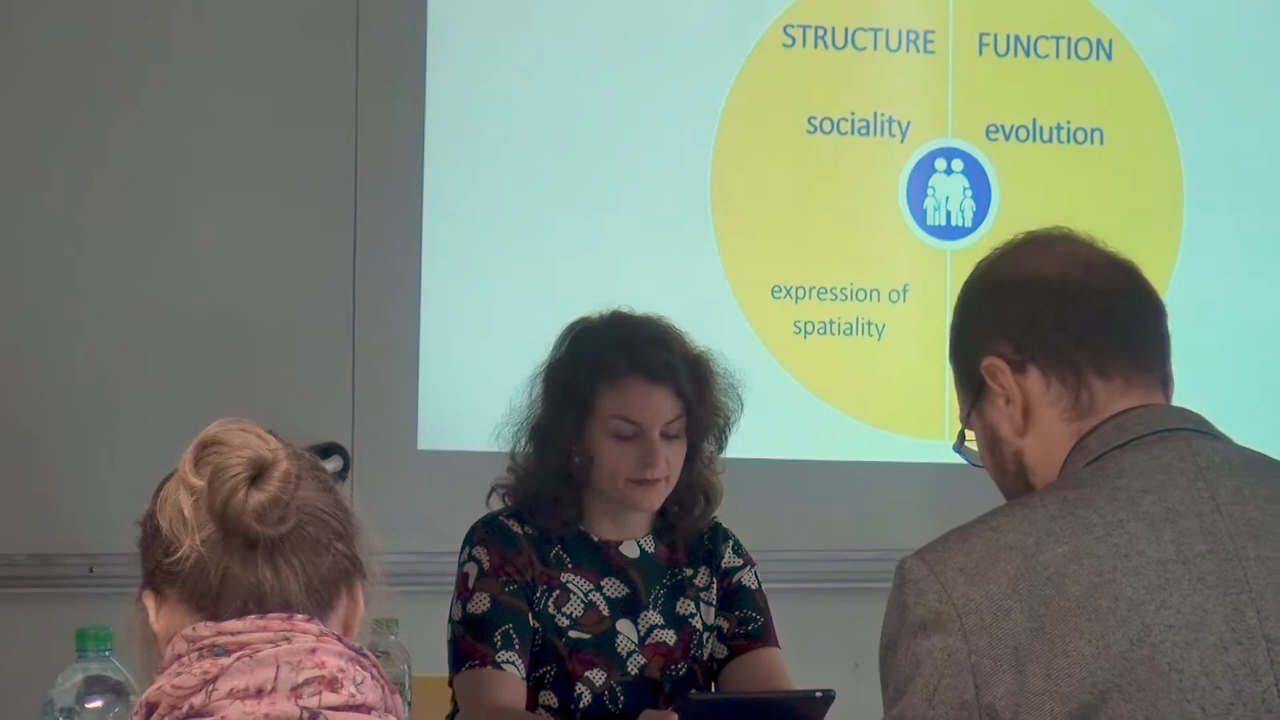 STRUCTURE
FUNCTION
sociality
evolution
expression of
spatiality